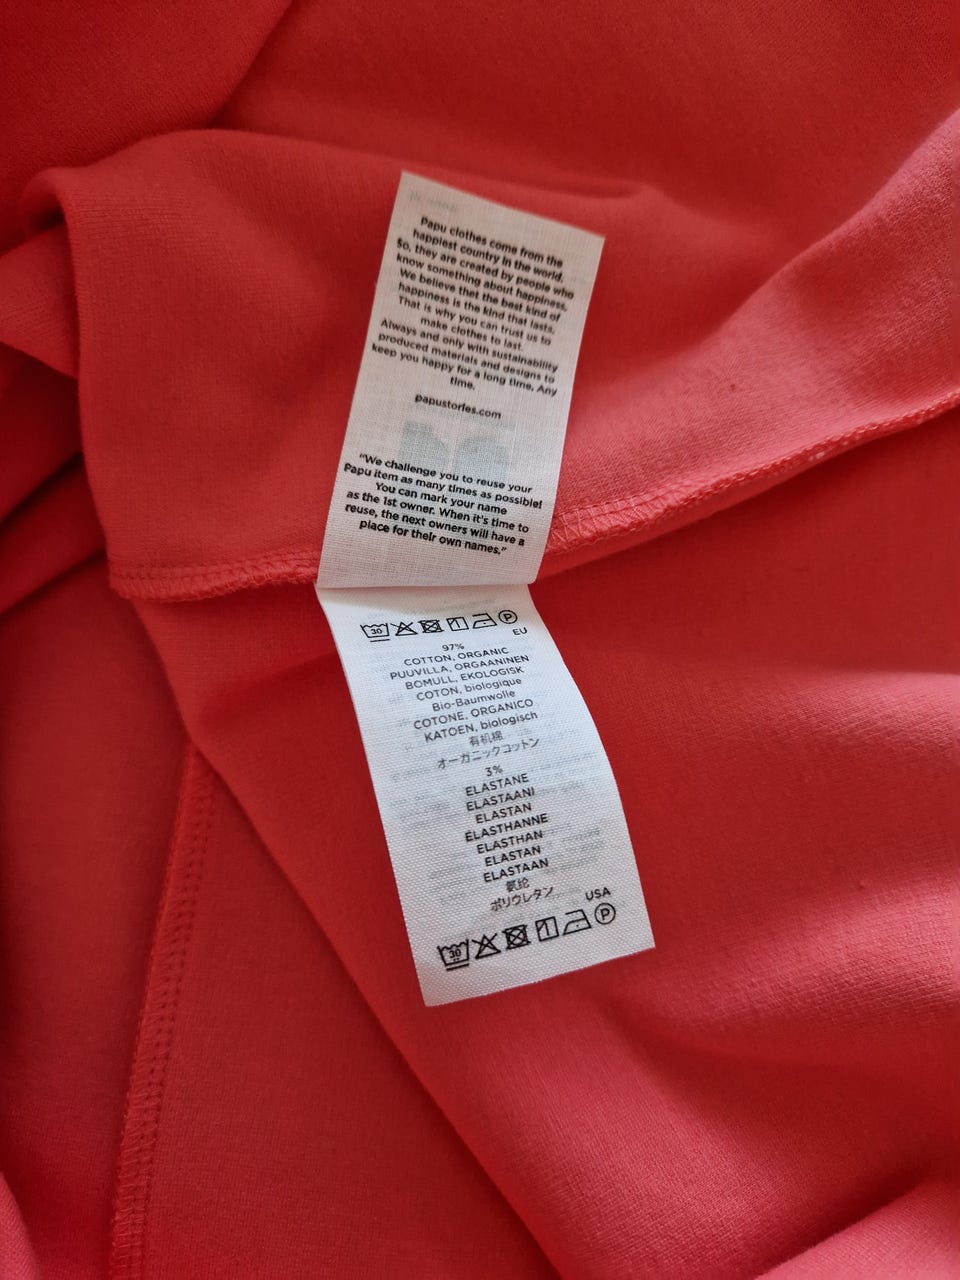 Papu clothes come from the
happiest country in the world.
So, they are created by people who
know something about happiness.
We believe that the best kind of
happiness is the kind that lasts.
That is why you can trust us to
make clothes to last.
Always and only with sustainability
produced materials and designs to
keep you happy for a long time. Any
time.
papustories.com
"We challenge you to reuse your
Papu item as many times as possible!
You can mark your name
as the 1st owner. When it's time to
reuse, the next owners will have a
place for their own names."
30 P
EU
97%
COTTON, ORGANIC
PUUVILLA, ORGAANINEN
BOMULL, EKOLOGISK
COTON, biologique
Bio-Baumwolle
COTONE, ORGANICO
KATOEN, biologisch
有机棉
オーガニックコットン
3%
ELASTANE
ELASTAANI
ELASTAN
ELASTHANNE
ELASTHAN
ELASTAN
ELASTAAN
氨纶
ポリウレタン
USA
30 P